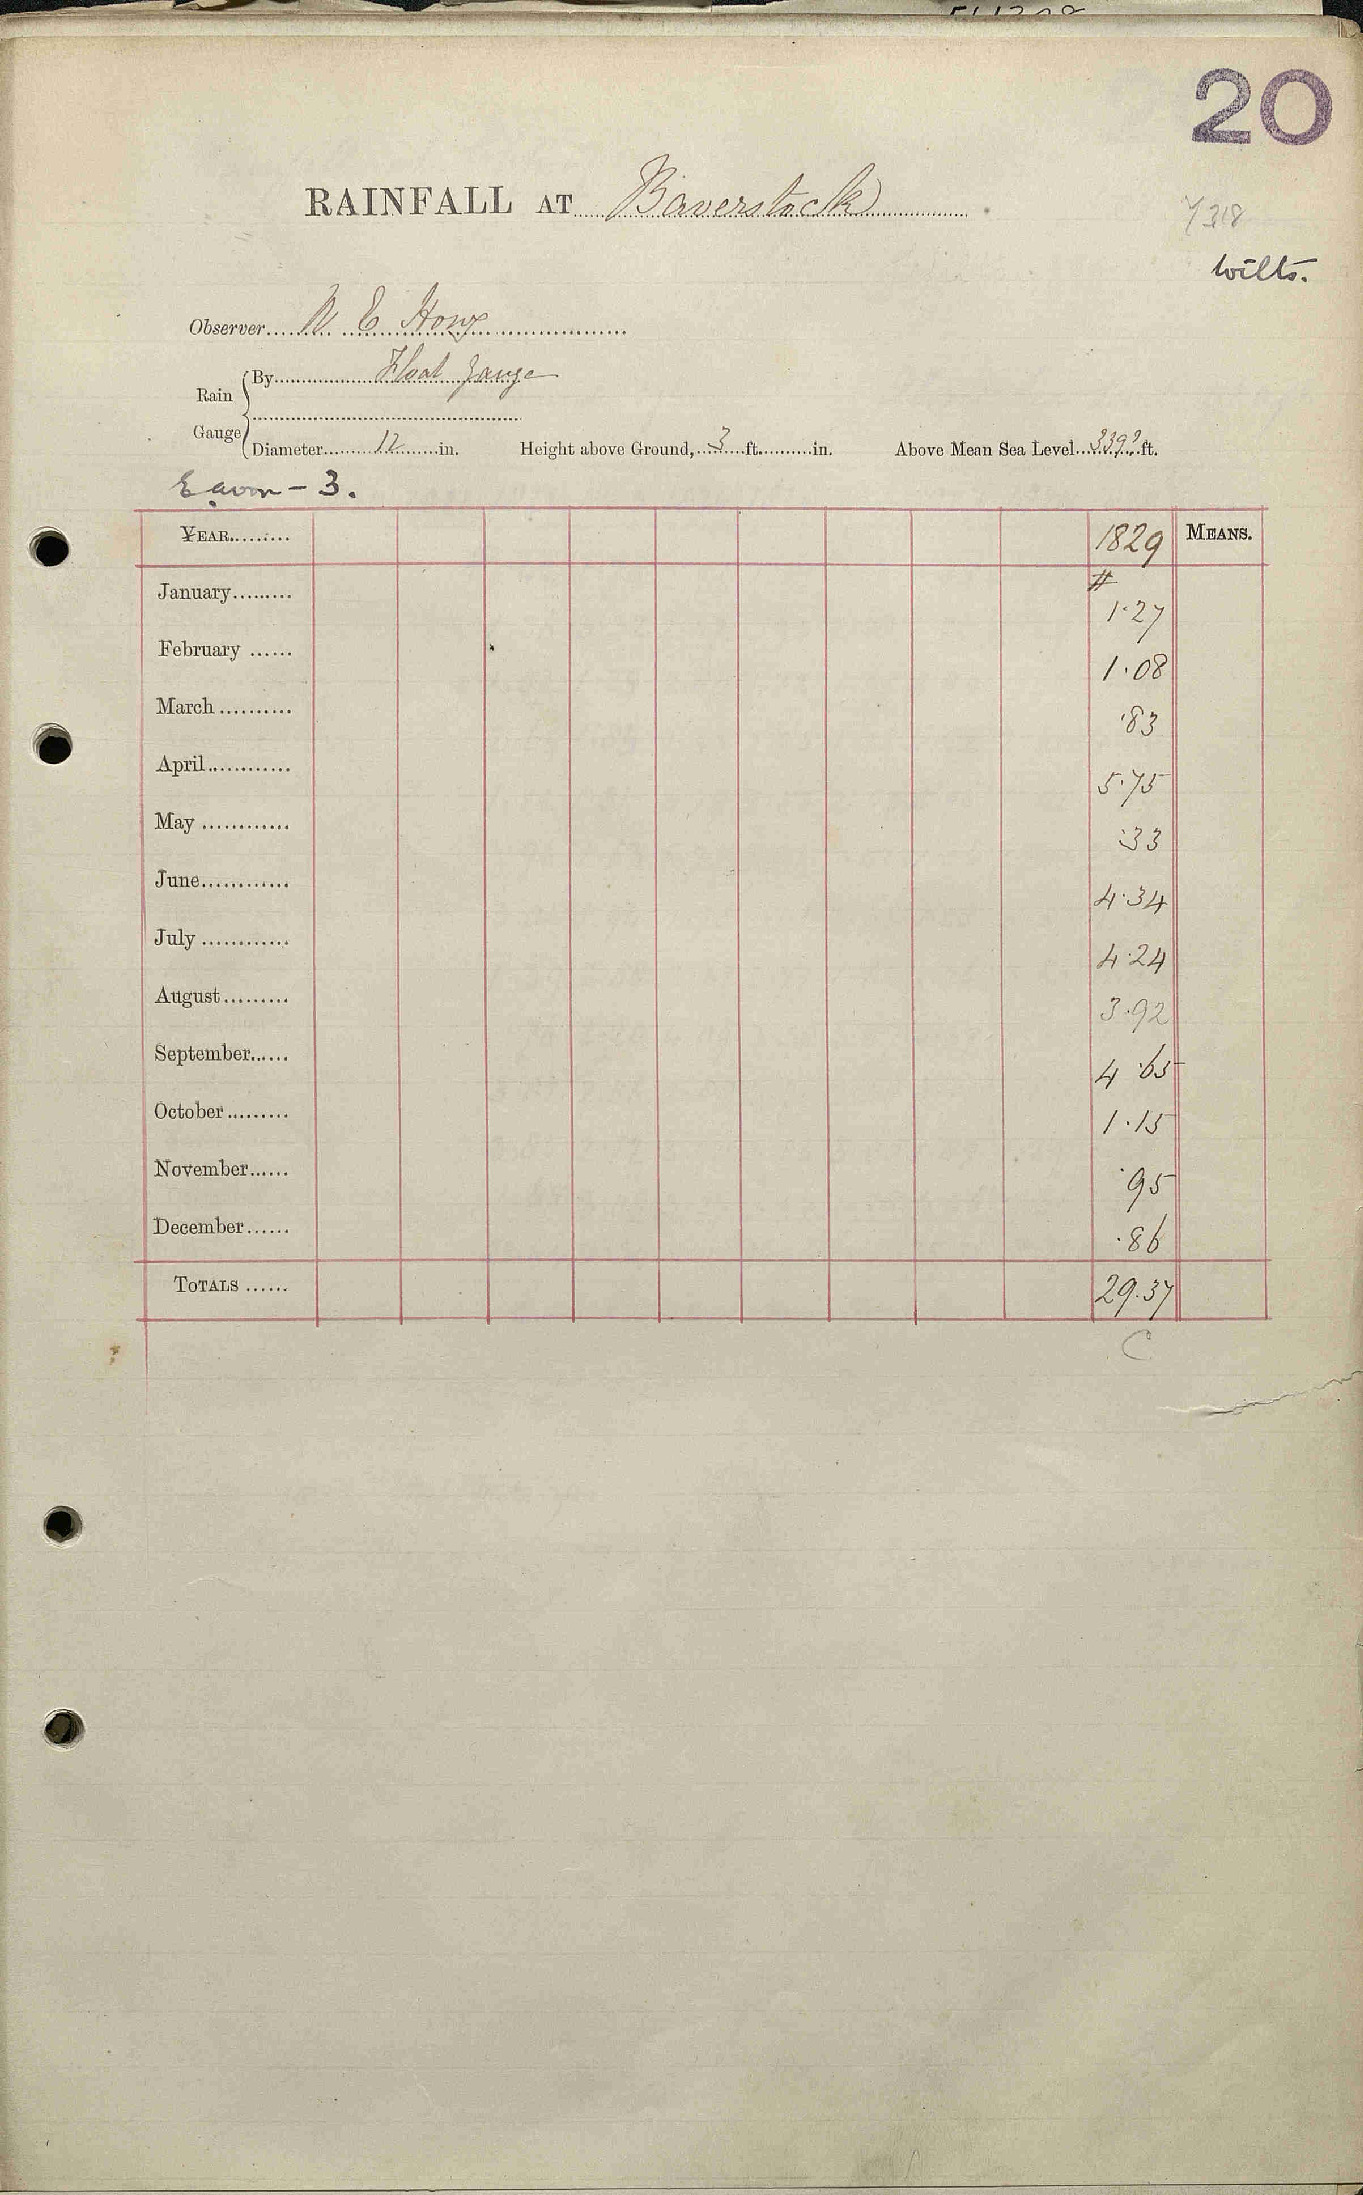 20
RAINFALL AT Baverstock
7318
Wilts.
Observer N E Hony
Rain Gauge
By Float Gauge
Diameter 12 in. Height above Ground, 3 ft. in. Above Mean Sea Level 339? ft.
E avon - 3.
YEAR 1829 MEANS.
#
January 1.27
February 1.08
March .83
April 5.75
May .33
June 4.34
July 4.24
August 3.92
September 4.65
October 1.15
November .95
December .86
TOTALS 29.37
C